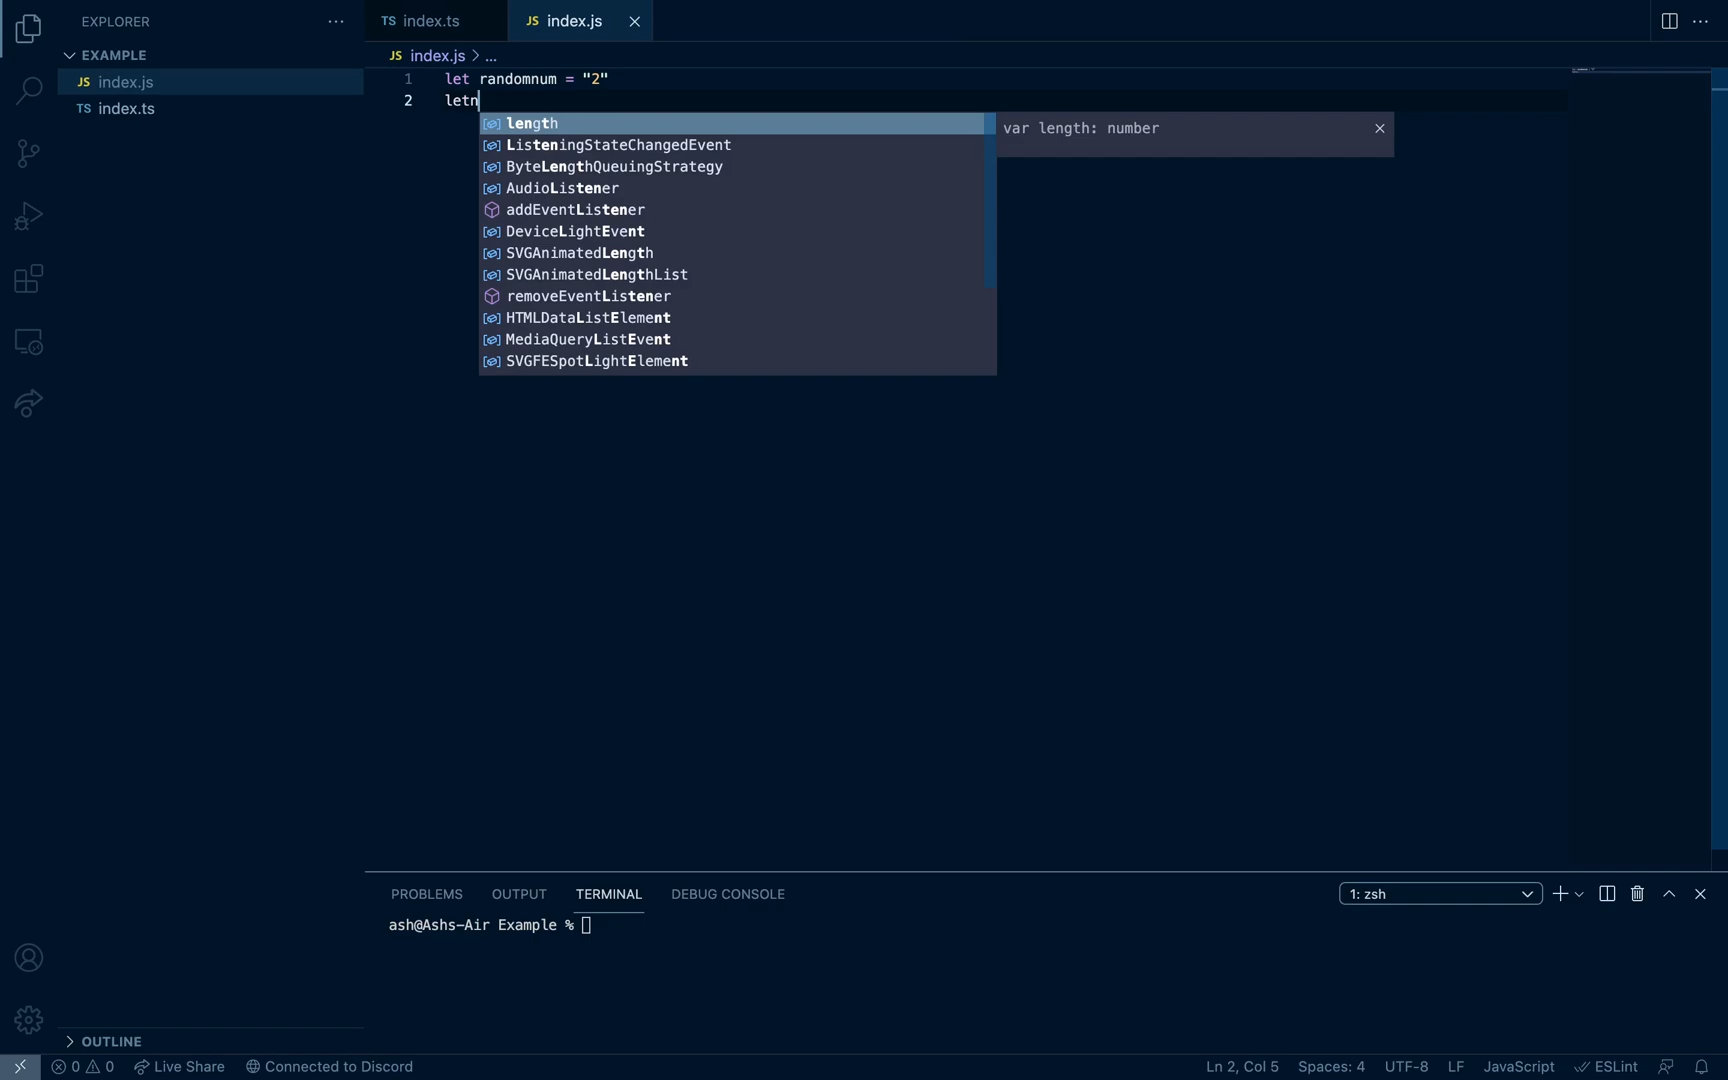 EXPLORER
EXAMPLE
JS index.js
TS index.ts
TS index.ts
JS index.js
JS index.js > ...
1 let randomnum = "2"
2 letn
length
ListeningStateChangedEvent
ByteLengthQueuingStrategy
AudioListener
addEventListener
DeviceLightEvent
SVGAnimatedLength
SVGAnimatedLengthList
removeEventListener
HTMLDataListElement
MediaQueryListEvent
SVGFESpotLightElement
var length: number
PROBLEMS OUTPUT TERMINAL DEBUG CONSOLE
1: zsh
ash@Ashs-Air Example %
OUTLINE
0 0 Live Share Connected to Discord Ln 2, Col 5 Spaces: 4 UTF-8 LF JavaScript ESLint